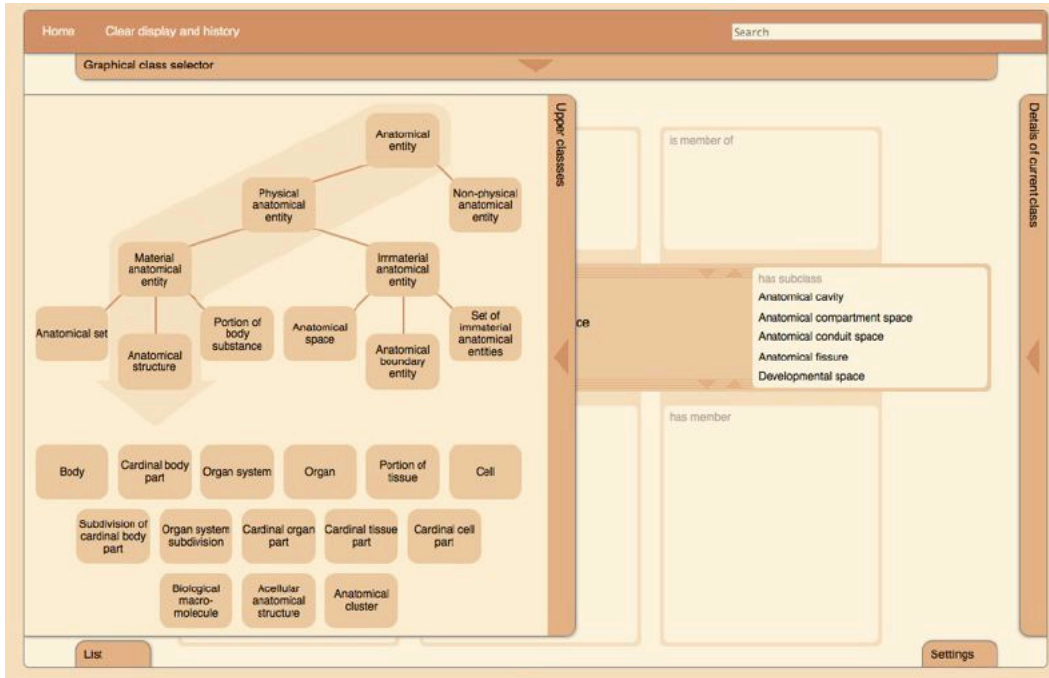 Home
Clear display and history
Search
Graphical class selector
Upper classses
Details of current class
Anatomical
entity
Physical
anatomical
entity
Non-physical
anatomical
entity
Material
anatomical
entity
Immaterial
anatomical
entity
Anatomical set
Anatomical
structure
Portion of
body
substance
Anatomical
space
Anatomical
boundary
entity
Set of
immaterial
anatomical
entities
Body
Cardinal body
part
Organ system
Organ
Portion of
tissue
Cell
Subdivision of
cardinal body
part
Organ system
subdivision
Cardinal organ
part
Cardinal tissue
part
Cardinal cell
part
Biological
macro-
molecule
Acellular
anatomical
structure
Anatomical
cluster
is member of
ce
has subclass
Anatomical cavity
Anatomical compartment space
Anatomical conduit space
Anatomical fissure
Developmental space
has member
List
Settings